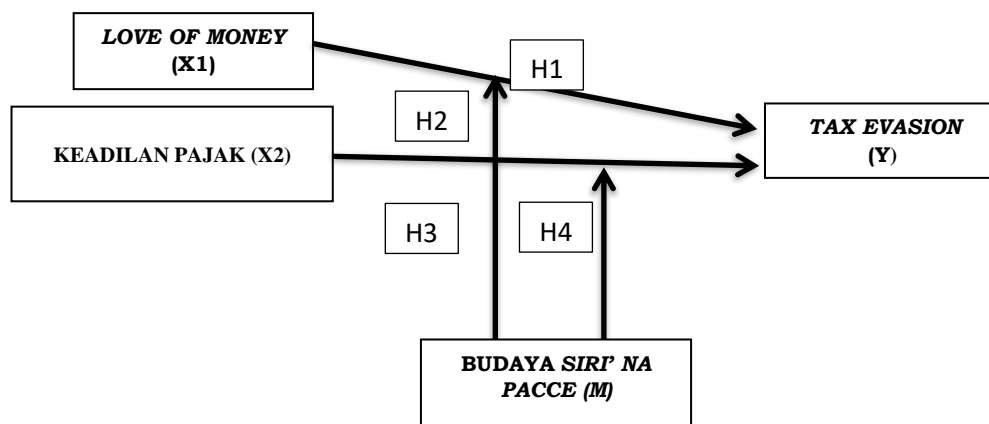 LOVE OF MONEY
(X1)
H1
H2
KEADILAN PAJAK (X2)
TAX EVASION
(Y)
H3
H4
BUDAYA SIRI' NA
PACCE (M)